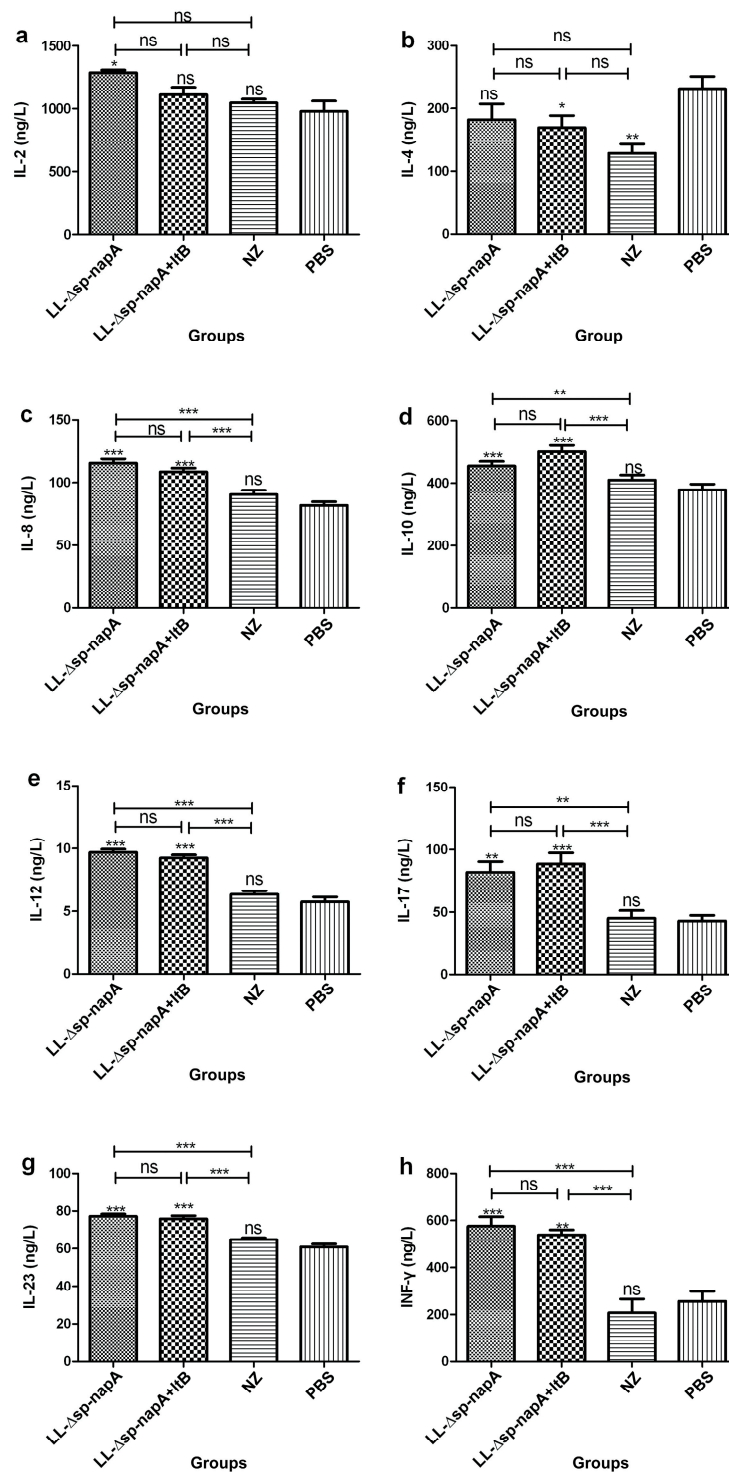 a
ns
ns
ns
*
ns
ns
1500
1000
500
0
IL-2 (ng/L)
LL-Δsp-napA
LL-Δsp-napA+ltB
NZ
PBS
Groups
b
ns
ns
ns
ns
*
**
300
200
100
0
IL-4 (ng/L)
LL-Δsp-napA
LL-Δsp-napA+ltB
NZ
PBS
Group
c
***
ns
***
***
***
ns
150
100
50
0
IL-8 (ng/L)
LL-Δsp-napA
LL-Δsp-napA+ltB
NZ
PBS
Groups
d
**
ns
***
***
***
ns
600
400
600
0
IL-10 (ng/L)
LL-Δsp-napA
LL-Δsp-napA+ltB
NZ
PBS
Groups
e
***
ns
***
***
***
ns
15
10
5
0
IL-12 (ng/L)
LL-Δsp-napA
LL-Δsp-napA+ltB
NZ
PBS
Groups
f
**
ns
***
**
***
ns
150
100
50
0
IL-17 (ng/L)
LL-Δsp-napA
LL-Δsp-napA+ltB
NZ
PBS
Groups
g
***
ns
***
***
***
ns
100
80
60
40
20
0
IL-23 (ng/L)
LL-Δsp-napA
LL-Δsp-napA+ltB
NZ
PBS
Groups
h
***
ns
***
***
**
ns
800
600
400
200
0
INF-γ (ng/L)
LL-Δsp-napA
LL-Δsp-napA+ltB
NZ
PBS
Groups